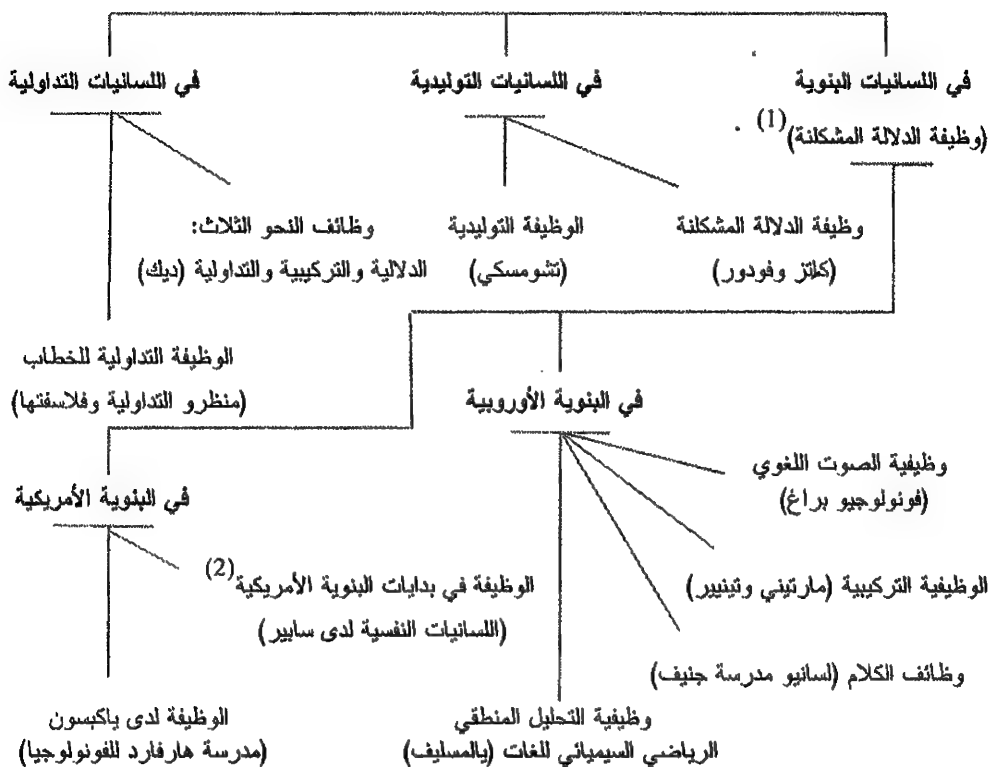 في اللسانيات البنوية
(وظيفة الدلالة المشكلنة)(1)
في اللسانيات التوليدية
في اللسانيات التداولية
وظيفة الدلالة المشكلنة
(كاتز وفودور)
الوظيفة التوليدية
(تشومسكي)
وظائف النحو الثلاث:
الدلالية والتركيبية والتداولية (ديك)
الوظيفة التداولية للخطاب
(منظرو التداولية وفلاسفتها)
في البنوية الأوروبية
وظيفية الصوت اللغوي
(فونولوجيو براغ)
الوظيفية التركيبية (مارتيني وتينيير)
وظائف الكلام (لسانيو مدرسة جنيف)
وظيفية التحليل المنطقي
الرياضي السيميائي للغات (يالمسليف)
في البنوية الأمريكية
الوظيفة في بدايات البنوية الأمريكية(2)
(اللسانيات النفسية لدى سابير)
الوظيفة لدى ياكبسون
(مدرسة هارفارد للفونولوجيا)